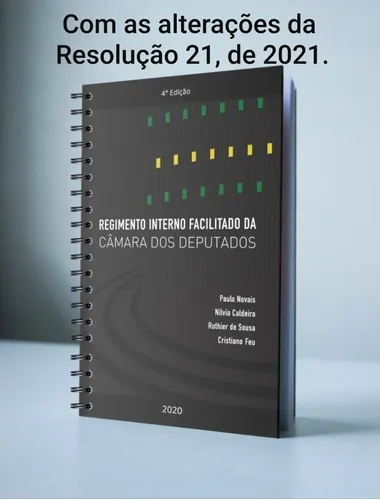 Com as alterações da
Resolução 21, de 2021.
4ª Edição
REGIMENTO INTERNO FACILITADO DA
CÂMARA DOS DEPUTADOS
Paulo Novais
Nilvia Caldeira
Ruthier de Sousa
Cristiano Feu
2020